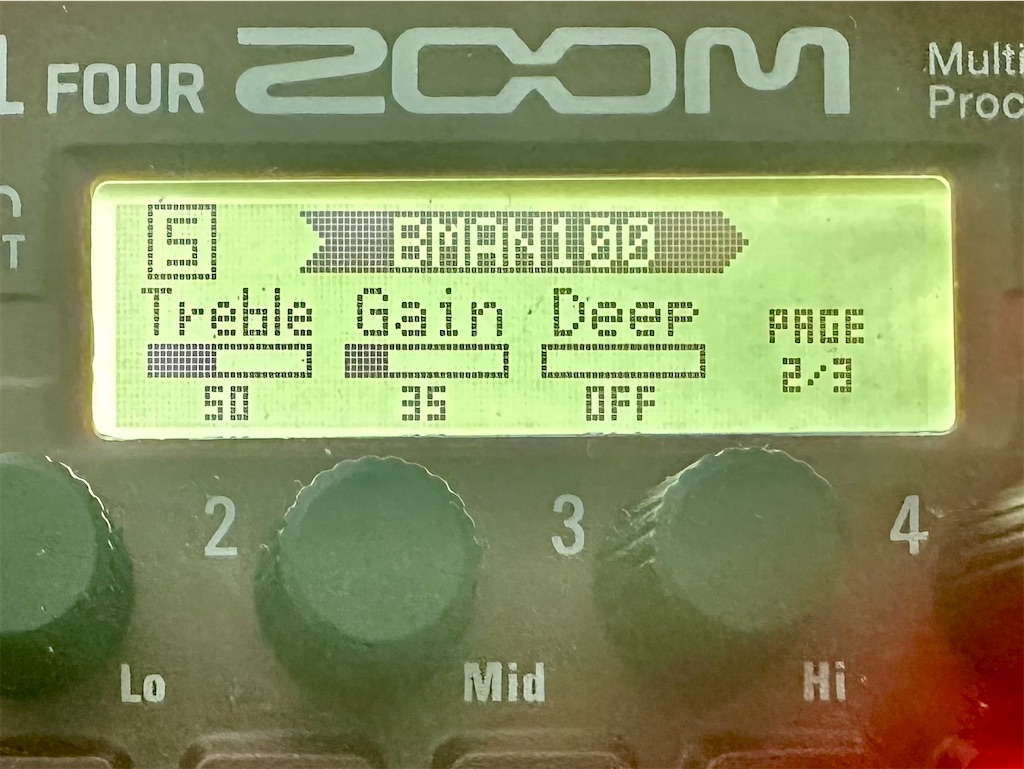 FOUR ZOOM Multi
Proc
5 BMAN100
Treble Gain Deep PAGE
50 35 OFF 2/3
2 3 4
Lo Mid Hi